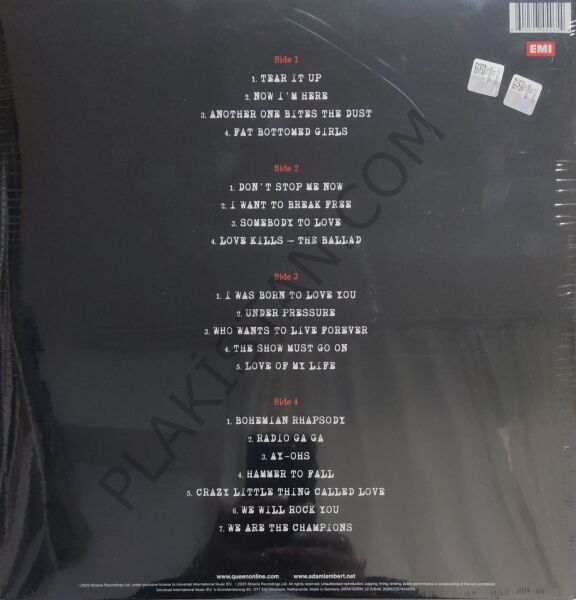 EMI
Side 1
1. TEAR IT UP
2. NOW I'M HERE
3. ANOTHER ONE BITES THE DUST
4. FAT BOTTOMED GIRLS
Side 2
1. DON'T STOP ME NOW
2. I WANT TO BREAK FREE
3. SOMEBODY TO LOVE
4. LOVE KILLS – THE BALLAD
Side 3
1. I WAS BORN TO LOVE YOU
2. UNDER PRESSURE
3. WHO WANTS TO LIVE FOREVER
4. THE SHOW MUST GO ON
5. LOVE OF MY LIFE
Side 4
1. BOHEMIAN RHAPSODY
2. RADIO GA GA
3. AY-OHS
4. HAMMER TO FALL
5. CRAZY LITTLE THING CALLED LOVE
6. WE WILL ROCK YOU
7. WE ARE THE CHAMPIONS
PLAKİSTAN.COM
www.queenonline.com www.adamlambert.net